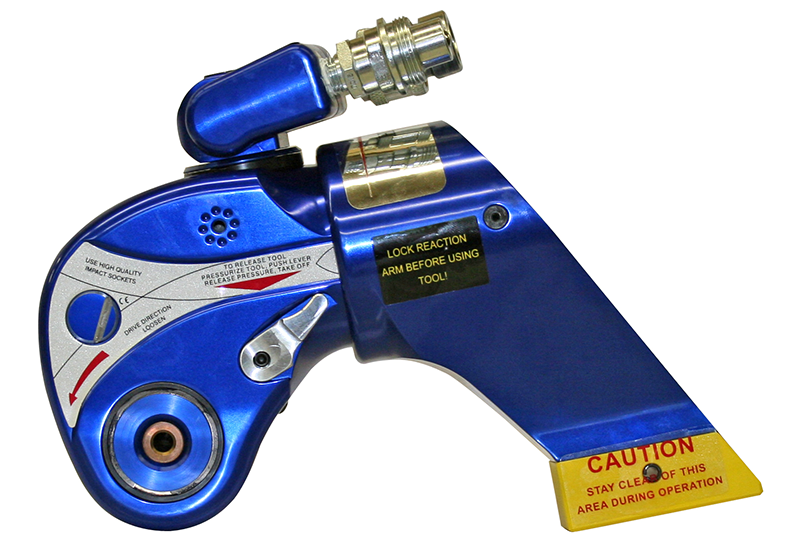 USE HIGH QUALITY
IMPACT SOCKETS
TO RELEASE TOOL
PRESSURIZE TOOL, PUSH LEVER
RELEASE PRESSURE, TAKE OFF
CE
DRIVE DIRECTION
LOOSEN
LOCK REACTION
ARM BEFORE USING
TOOL!
CAUTION
STAY CLEAR OF THIS
AREA DURING OPERATION